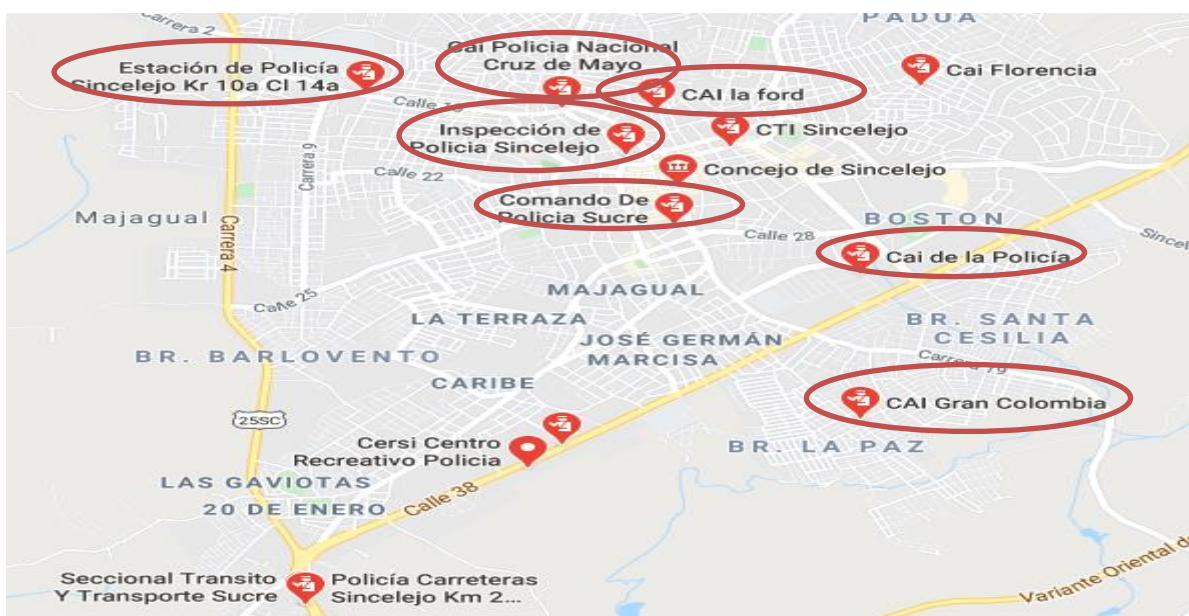 Carrera 2
PADUA
Cai Policia Nacional
Cruz de Mayo
Estación de Policía
Sincelejo Kr 10a Cl 14a
Cai Florencia
CAI la ford
Calle
Inspección de
Policia Sincelejo
CTI Sincelejo
Carrera 9
Calle 22
Concejo de Sincelejo
Comando De
Policia Sucre
Majagual
Carrera 4
BOSTON
Calle 28
Cai de la Policía
Calle 25
MAJAGUAL
LA TERRAZA
BR. SANTA
CESILIA
JOSÉ GERMÁN
MARCISA
BR. BARLOVENTO
CARIBE
Carrera
25SC
CAI Gran Colombia
Cersi Centro
Recreativo Policia
BR. LA PAZ
LAS GAVIOTAS
20 DE ENERO
Calle 38
Seccional Transito
Y Transporte Sucre
Policía Carreteras
Sincelejo Km 2...
Variante Oriental